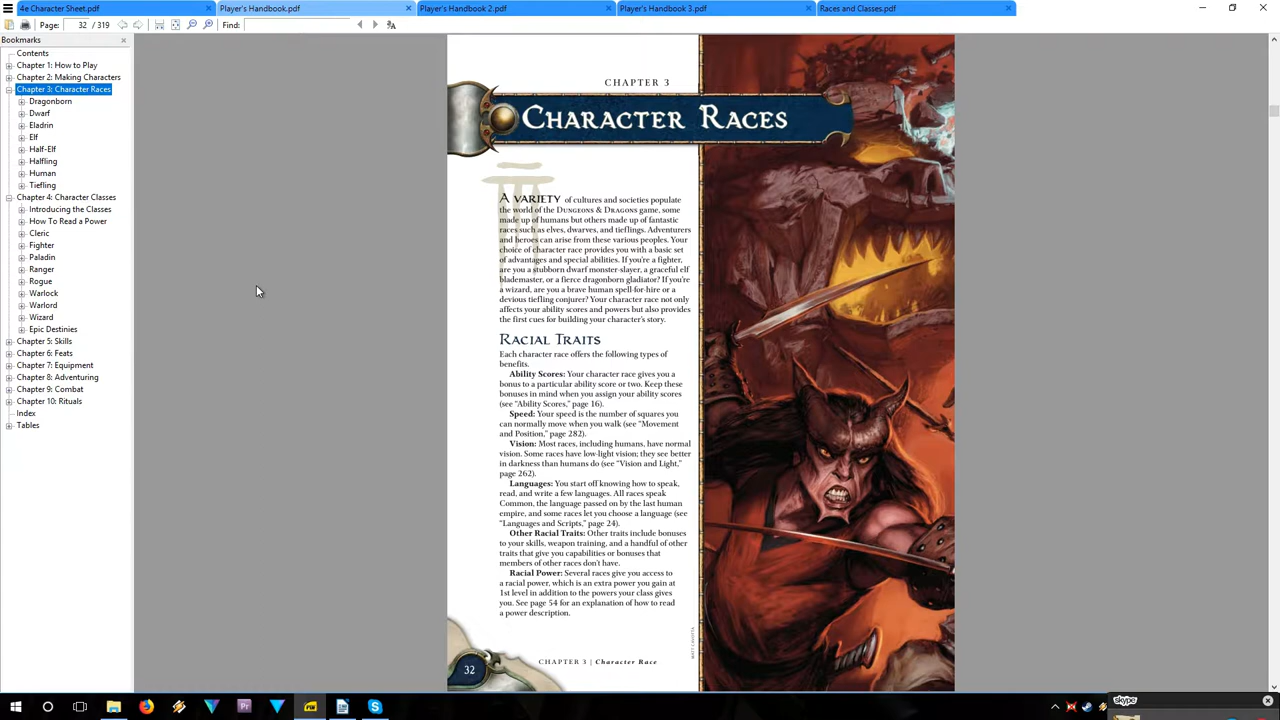 4e Character Sheet.pdf
Player's Handbook.pdf
Player's Handbook 2.pdf
Player's Handbook 3.pdf
Races and Classes.pdf
Page: 32 / 319
Find:
Bookmarks
Contents
Chapter 1: How to Play
Chapter 2: Making Characters
Chapter 3: Character Races
Dragonborn
Dwarf
Eladrin
Elf
Half-Elf
Halfling
Human
Tiefling
Chapter 4: Character Classes
Introducing the Classes
How To Read a Power
Cleric
Fighter
Paladin
Ranger
Rogue
Warlock
Warlord
Wizard
Epic Destinies
Chapter 5: Skills
Chapter 6: Feats
Chapter 7: Equipment
Chapter 8: Adventuring
Chapter 9: Combat
Chapter 10: Rituals
Index
Tables
CHAPTER 3
CHARACTER RACES
A VARIETY of cultures and societies populate
the world of the DUNGEONS & DRAGONS game, some
made up of humans but others made up of fantastic
races such as elves, dwarves, and tieflings. Adventurers
and heroes can arise from these various peoples. Your
choice of character race provides you with a basic set
of advantages and special abilities. If you're a fighter,
are you a stubborn dwarf monster-slayer, a graceful elf
blademaster, or a fierce dragonborn gladiator? If you're
a wizard, are you a brave human spell-for-hire or a
devious tiefling conjurer? Your character race not only
affects your ability scores and powers but also provides
the first cues for building your character's story.
RACIAL TRAITS
Each character race offers the following types of
benefits.
Ability Scores: Your character race gives you a
bonus to a particular ability score or two. Keep these
bonuses in mind when you assign your ability scores
(see "Ability Scores," page 16).
Speed: Your speed is the number of squares you
can normally move when you walk (see "Movement
and Position," page 282).
Vision: Most races, including humans, have normal
vision. Some races have low-light vision; they see better
in darkness than humans do (see "Vision and Light,"
page 262).
Languages: You start off knowing how to speak,
read, and write a few languages. All races speak
Common, the language passed on by the last human
empire, and some races let you choose a language (see
"Languages and Scripts," page 24).
Other Racial Traits: Other traits include bonuses
to your skills, weapon training, and a handful of other
traits that give you capabilities or bonuses that
members of other races don't have.
Racial Power: Several races give you access to
a racial power, which is an extra power you gain at
1st level in addition to the powers your class gives
you. See page 54 for an explanation of how to read
a power description.
32
CHAPTER 3 | Character Race
skype